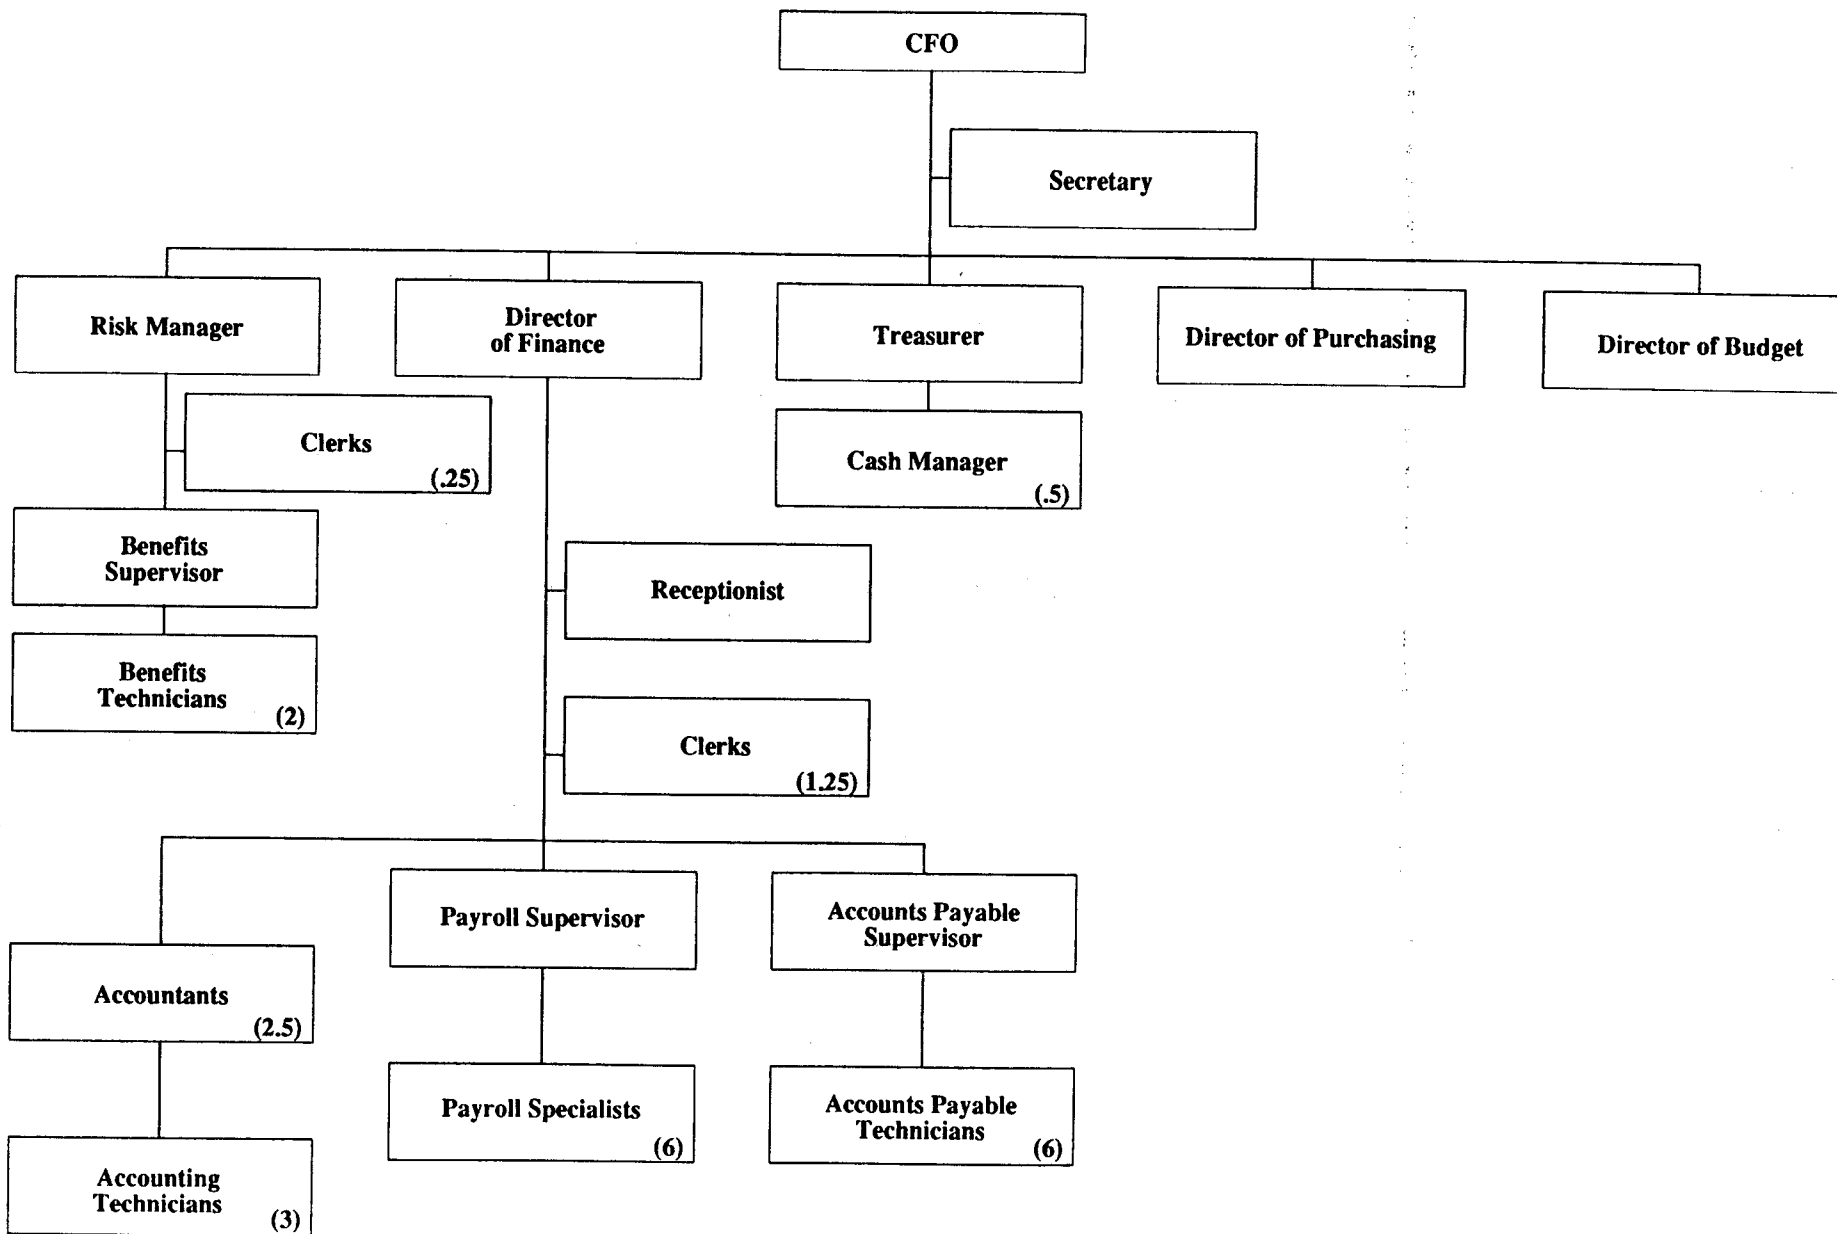 CFO
Secretary
Risk Manager
Director
of Finance
Treasurer
Director of Purchasing
Director of Budget
Clerks
(.25)
Cash Manager
(.5)
Benefits
Supervisor
Receptionist
Benefits
Technicians
(2)
Clerks
(1.25)
Payroll Supervisor
Accounts Payable
Supervisor
Accountants
(2.5)
Payroll Specialists
(6)
Accounts Payable
Technicians
(6)
Accounting
Technicians
(3)